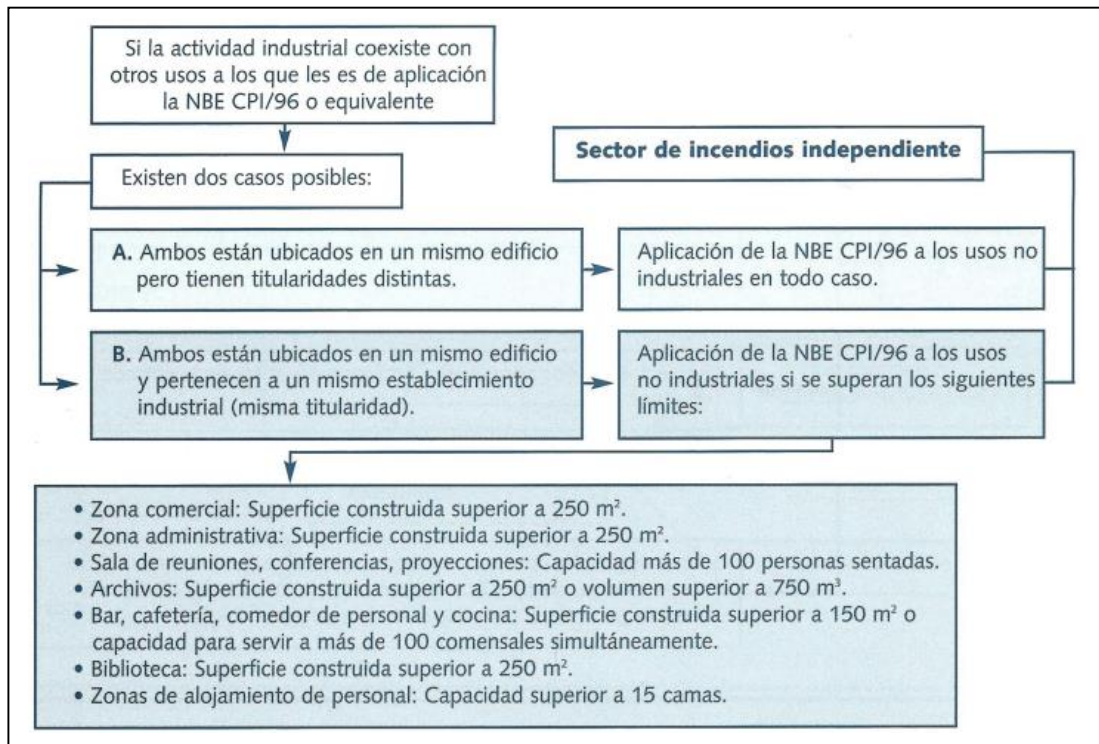 Si la actividad industrial coexiste con
otros usos a los que les es de aplicación
la NBE CPI/96 o equivalente
Sector de incendios independiente
Existen dos casos posibles:
A. Ambos están ubicados en un mismo edificio
pero tienen titularidades distintas.
Aplicación de la NBE CPI/96 a los usos no
industriales en todo caso.
B. Ambos están ubicados en un mismo edificio
y pertenecen a un mismo establecimiento
industrial (misma titularidad).
Aplicación de la NBE CPI/96 a los usos
no industriales si se superan los siguientes
límites:
• Zona comercial: Superficie construida superior a 250 m².
• Zona administrativa: Superficie construida superior a 250 m².
• Sala de reuniones, conferencias, proyecciones: Capacidad más de 100 personas sentadas.
• Archivos: Superficie construida superior a 250 m² o volumen superior a 750 m³.
• Bar, cafetería, comedor de personal y cocina: Superficie construida superior a 150 m² o
capacidad para servir a más de 100 comensales simultáneamente.
• Biblioteca: Superficie construida superior a 250 m².
• Zonas de alojamiento de personal: Capacidad superior a 15 camas.